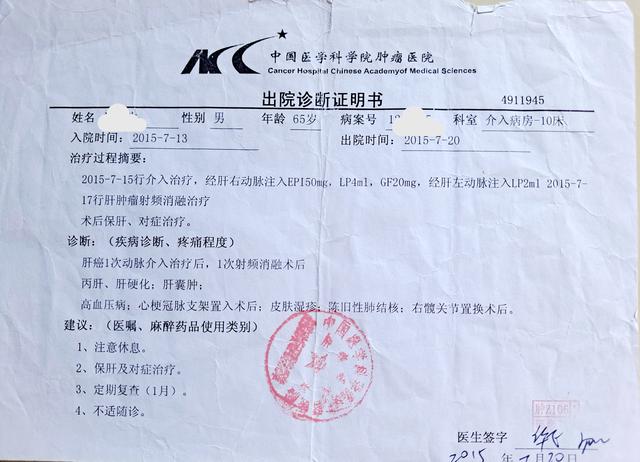 中国医学科学院肿瘤医院
Cancer Hospital Chinese Academyof Medical Sciences
出院诊断证明书
4911945
姓名 性别 男 年龄 65岁 病案号 科室 介入病房-10床
入院时间：2015-7-13 出院时间：2015-7-20
治疗过程摘要：
2015-7-15行介入治疗，经肝右动脉注入EP150mg，LP4ml，GF20mg，经肝左动脉注入LP2ml 2015-7-
17行肝肿瘤射频消融治疗
术后保肝、对症治疗。
诊断：（疾病诊断、疼痛程度）
肝癌1次动脉介入治疗后，1次射频消融术后
丙肝、肝硬化；肝囊肿；
高血压病；心梗冠脉支架置入术后；皮肤湿疹；陈旧性肺结核；右髋关节置换术后。
建议：（医嘱、麻醉药品使用类别）
1、注意休息。
2、保肝及对症治疗。
3、定期复查（1月）。
4、不适随诊。
中国医学科学
医生签字
2015 年 7月20日